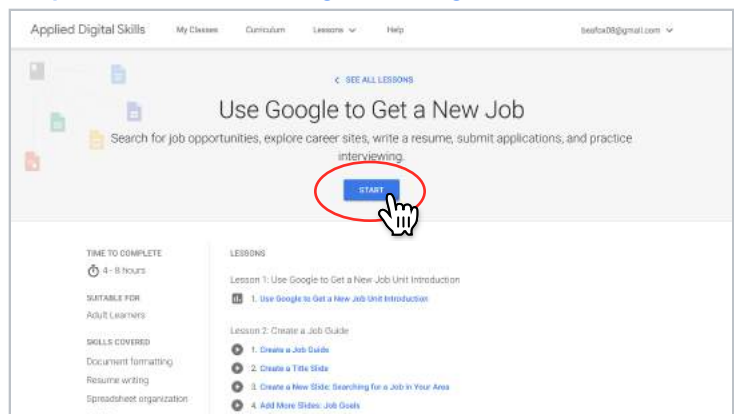 Applied Digital Skills My Classes Curriculum Lessons Help beafox08@gmail.com
SEE ALL LESSONS
Use Google to Get a New Job
Search for job opportunities, explore career sites, write a resume, submit applications, and practice
interviewing.
START
TIME TO COMPLETE
4 - 8 hours
SUITABLE FOR
Adult Learners
SKILLS COVERED
Document formatting
Resume writing
Spreadsheet organization
LESSONS
Lesson 1: Use Google to Get a New Job Unit Introduction
1. Use Google to Get a New Job Unit Introduction
Lesson 2: Create a Job Guide
1. Create a Job Guide
2. Create a Title Slide
3. Create a New Slide: Searching for a Job in Your Area
4. Add More Slides: Job Goals